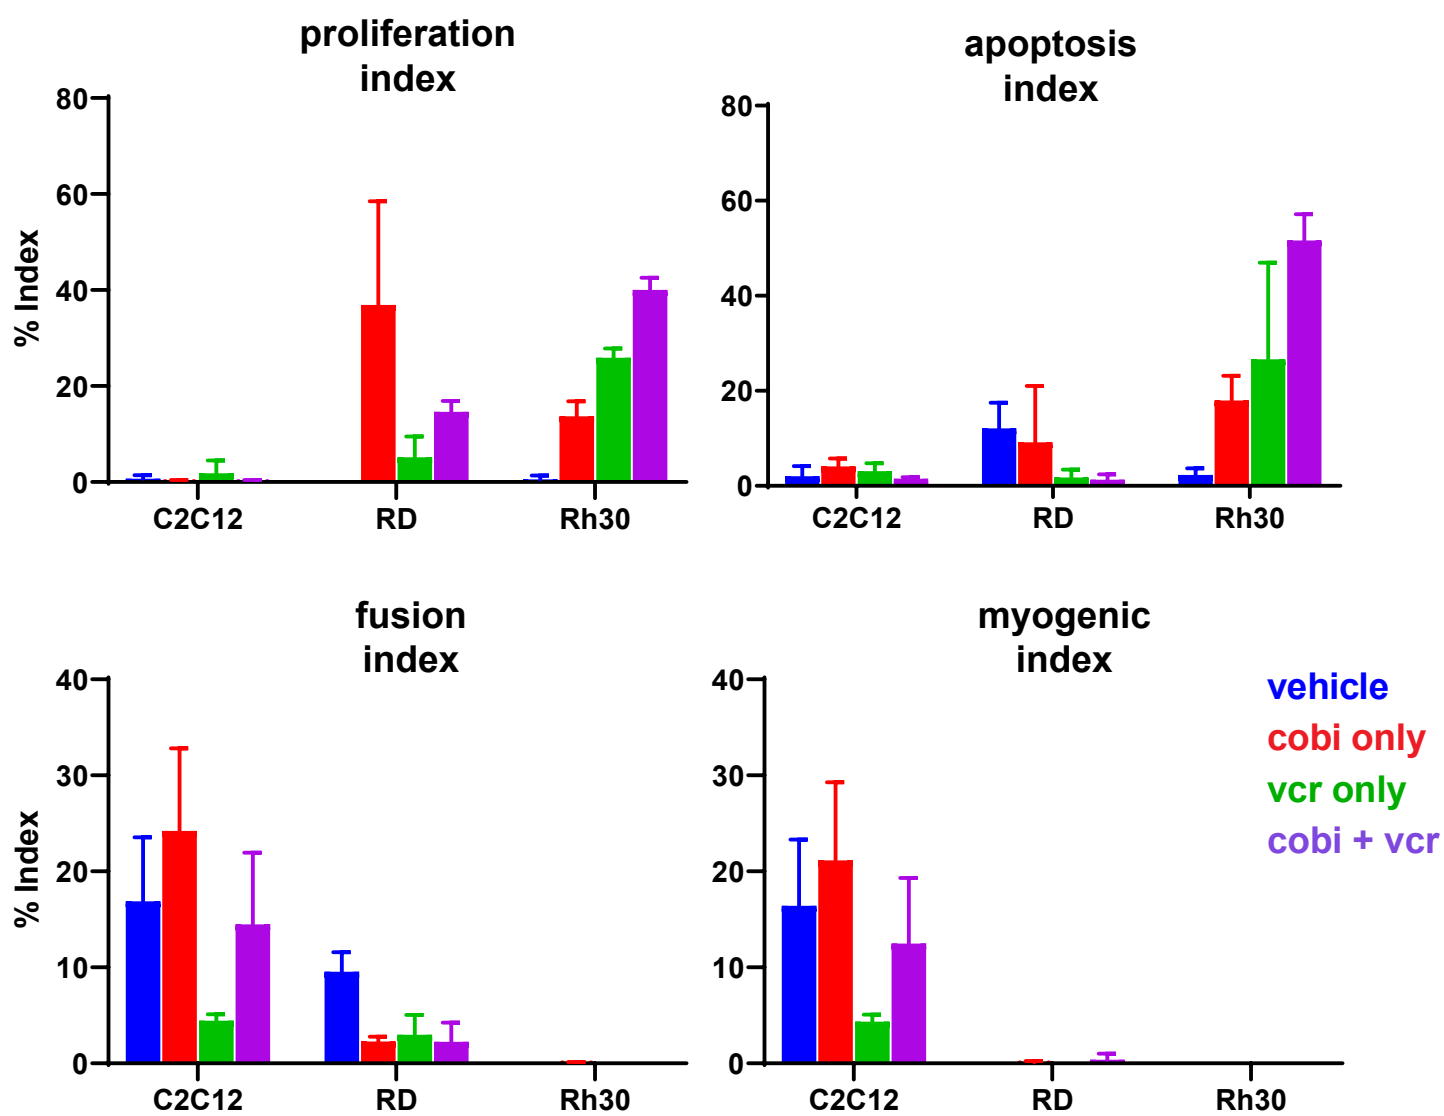 proliferation
index
80
60
40
20
0
% Index
C2C12 RD Rh30
apoptosis
index
80
60
40
20
0
C2C12 RD Rh30
fusion
index
40
30
20
10
0
% Index
C2C12 RD Rh30
myogenic
index
40
30
20
10
0
C2C12 RD Rh30
vehicle
cobi only
vcr only
cobi + vcr